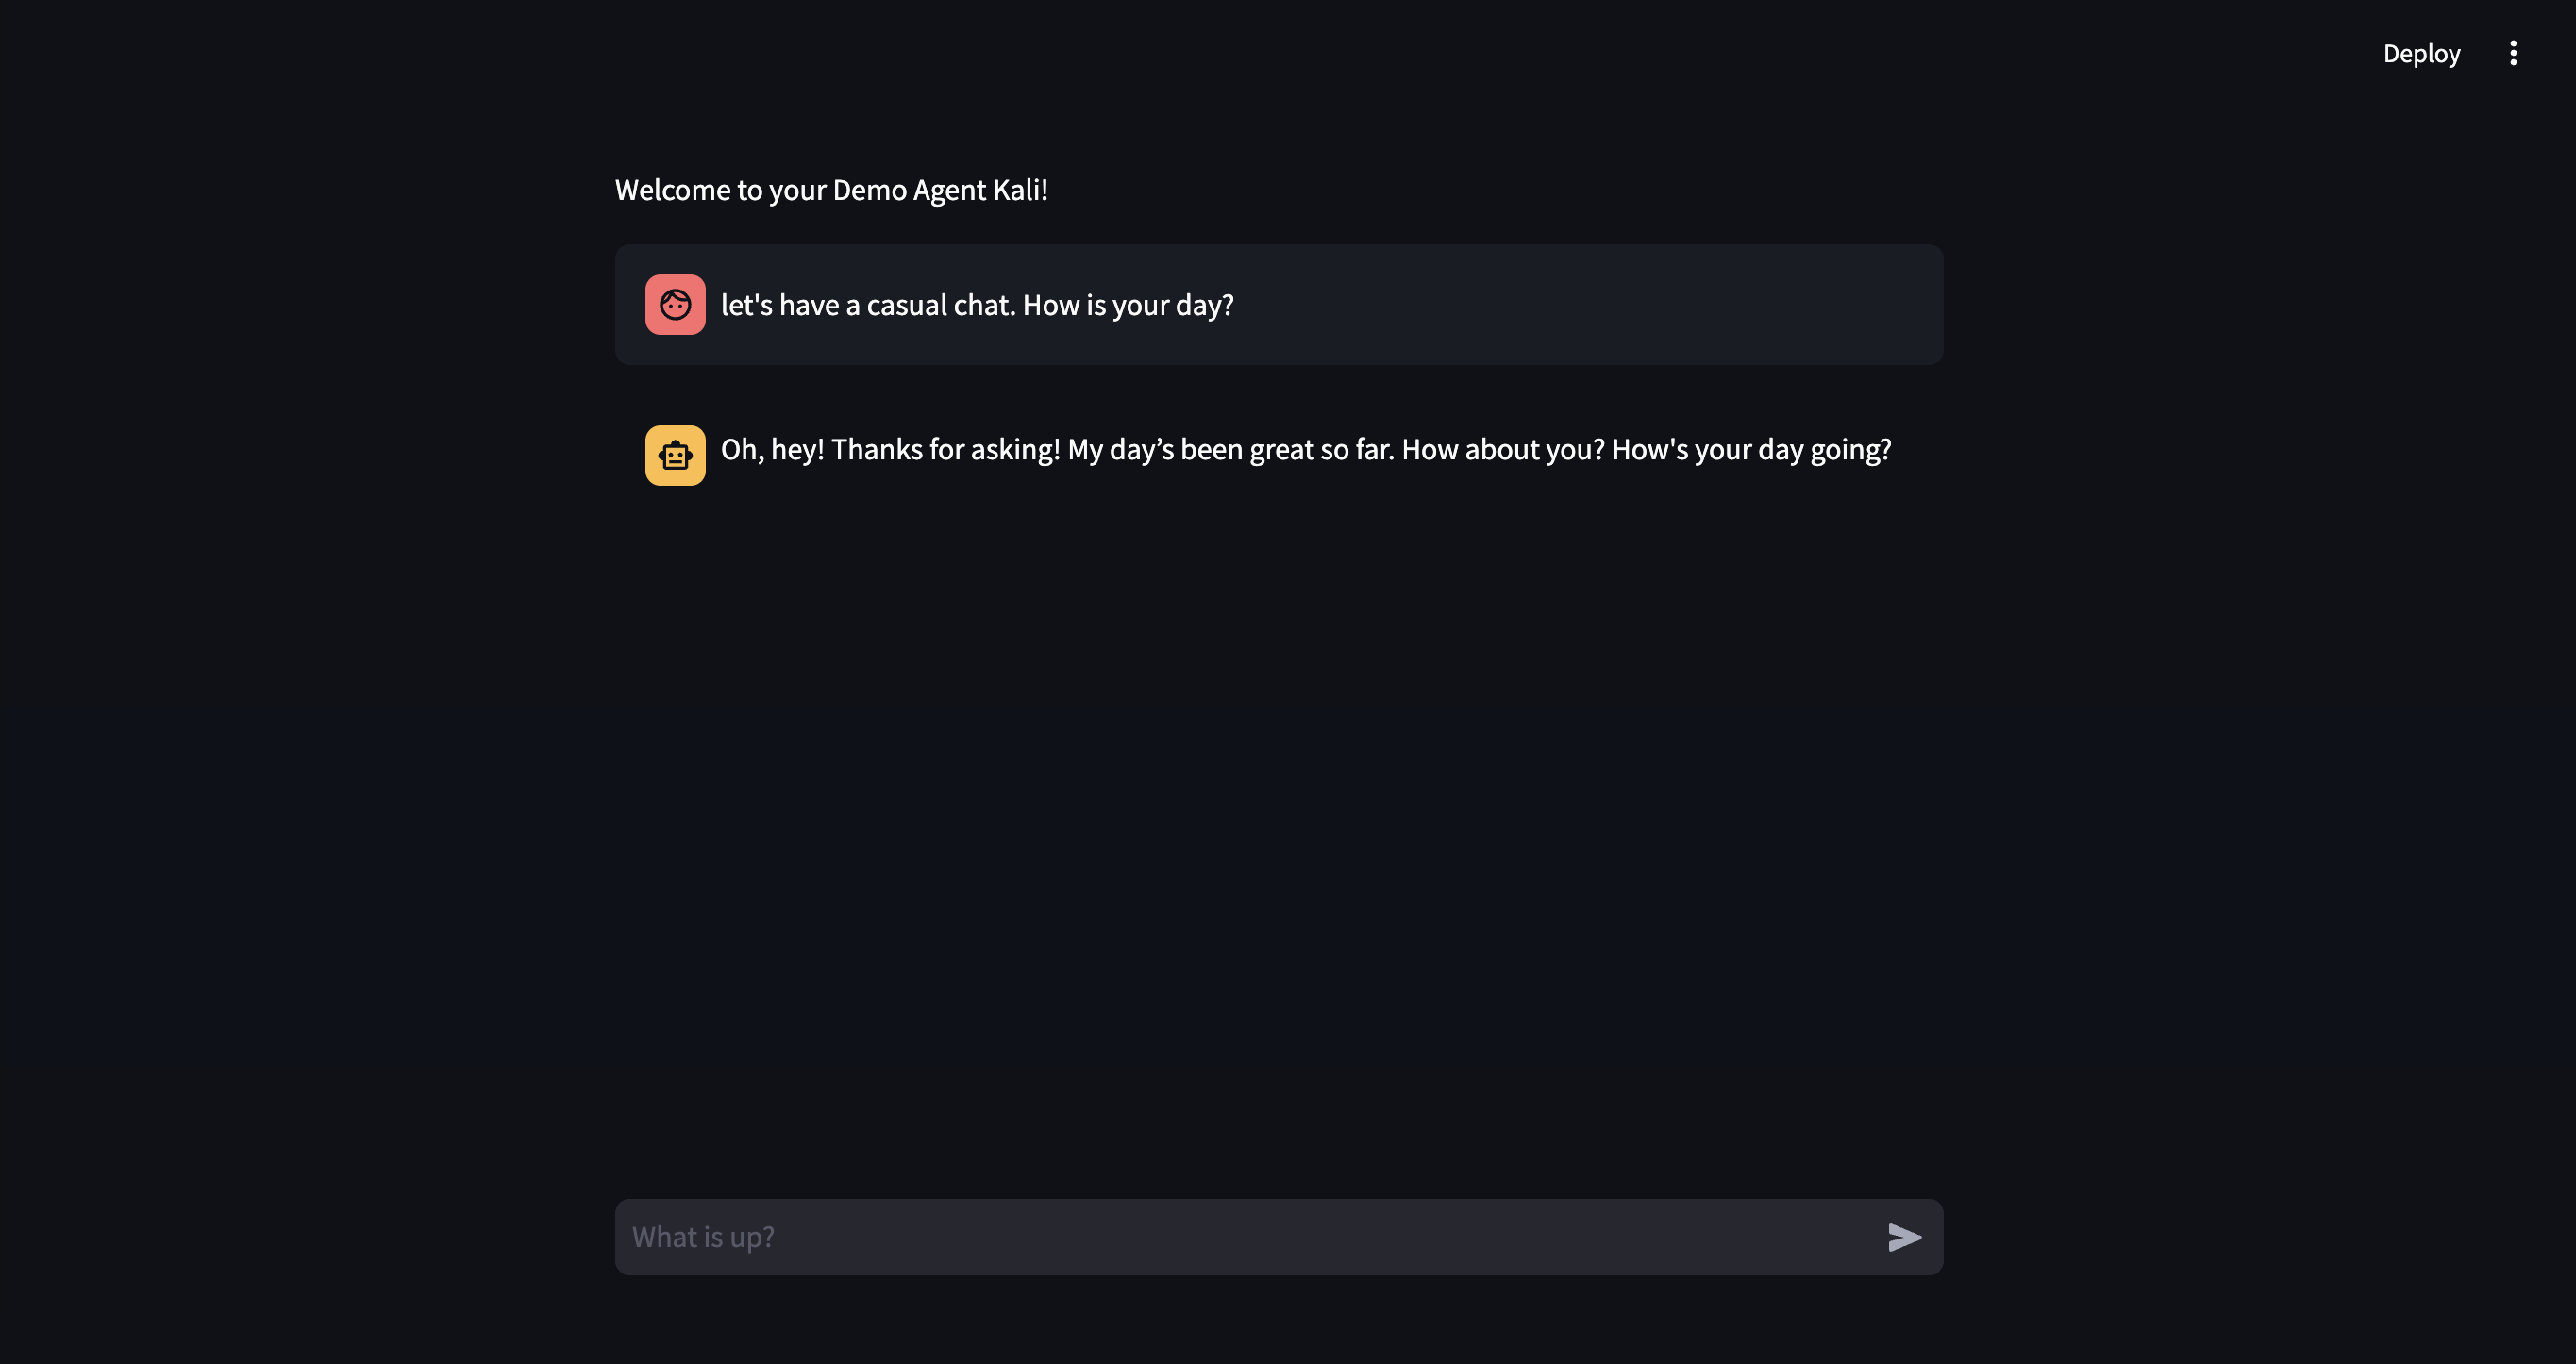 Deploy
Welcome to your Demo Agent Kali!
let's have a casual chat. How is your day?
Oh, hey! Thanks for asking! My day’s been great so far. How about you? How's your day going?
What is up?